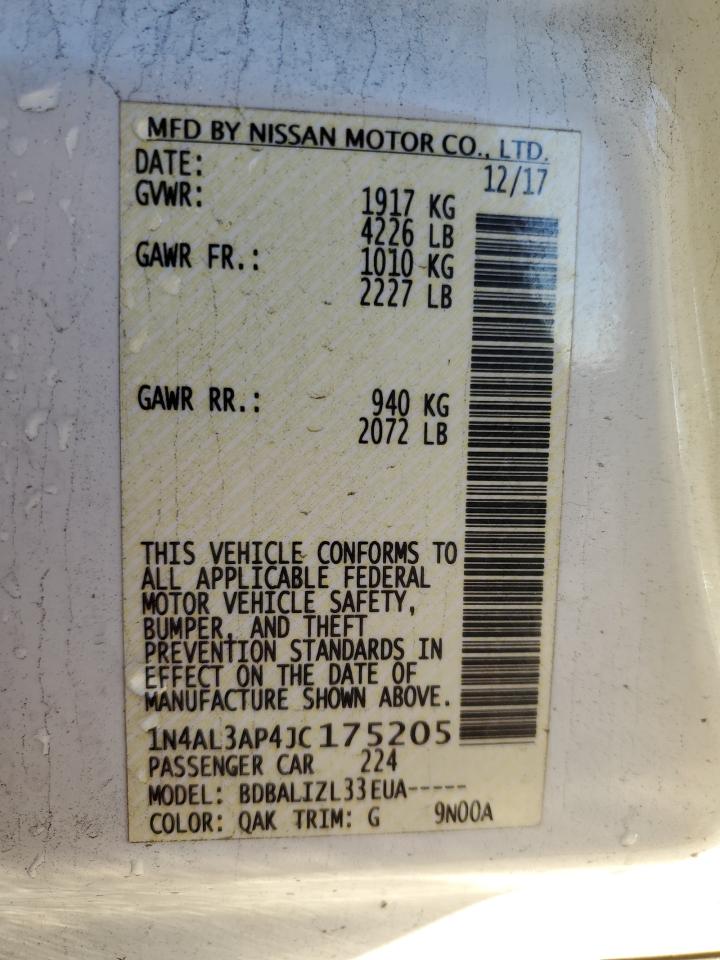 MFD BY NISSAN MOTOR CO., LTD.
DATE: 12/17
GVWR: 1917 KG
4226 LB
GAWR FR.: 1010 KG
2227 LB
GAWR RR.: 940 KG
2072 LB
THIS VEHICLE CONFORMS TO
ALL APPLICABLE FEDERAL
MOTOR VEHICLE SAFETY,
BUMPER, AND THEFT
PREVENTION STANDARDS IN
EFFECT ON THE DATE OF
MANUFACTURE SHOWN ABOVE.
1N4AL3AP4JC175205
PASSENGER CAR 224
MODEL: BDBALIZL33EUA-----
COLOR: QAK TRIM: G 9N00A